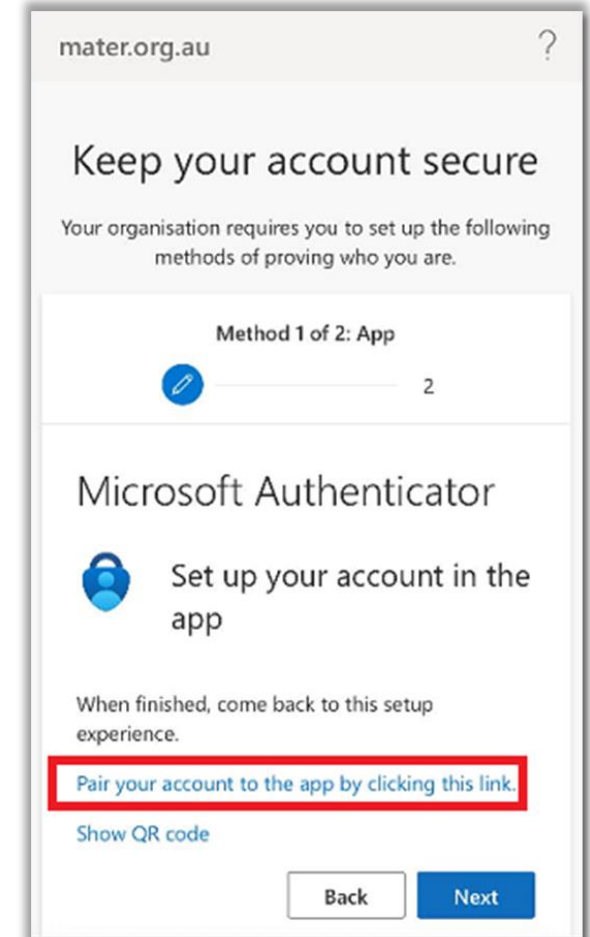 mater.org.au ?
Keep your account secure
Your organisation requires you to set up the following
methods of proving who you are.
Method 1 of 2: App
2
Microsoft Authenticator
Set up your account in the
app
When finished, come back to this setup
experience.
Pair your account to the app by clicking this link.
Show QR code
Back Next